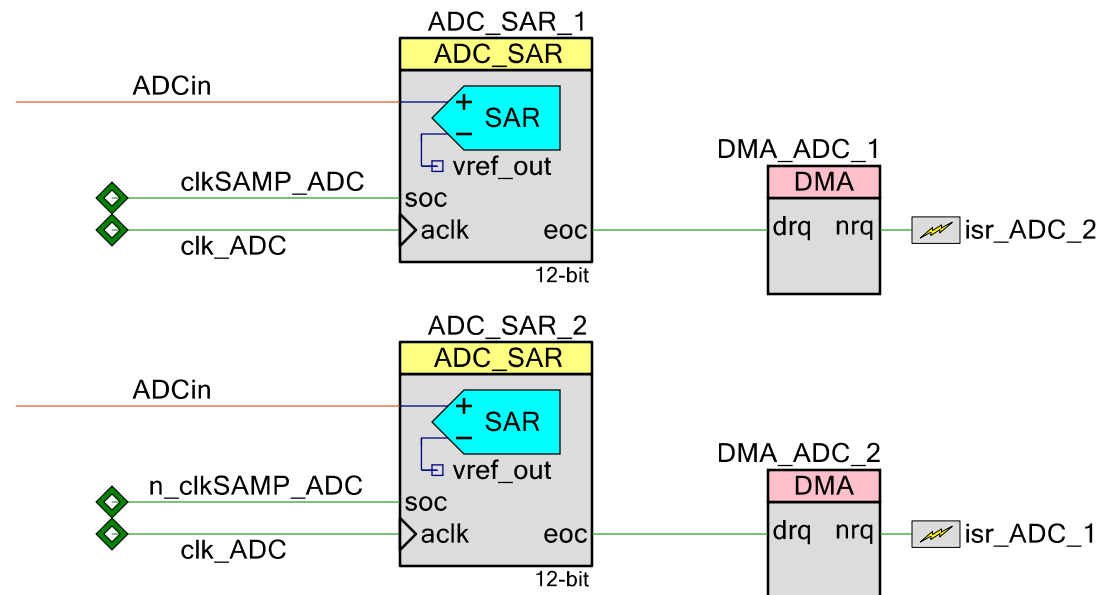 ADC_SAR_1
ADC_SAR
ADCin
+
SAR
−
vref_out
clkSAMP_ADC
soc
clk_ADC
aclk
eoc
12-bit
DMA_ADC_1
DMA
drq nrq
isr_ADC_2
ADC_SAR_2
ADC_SAR
ADCin
+
SAR
−
vref_out
n_clkSAMP_ADC
soc
clk_ADC
aclk
eoc
12-bit
DMA_ADC_2
DMA
drq nrq
isr_ADC_1